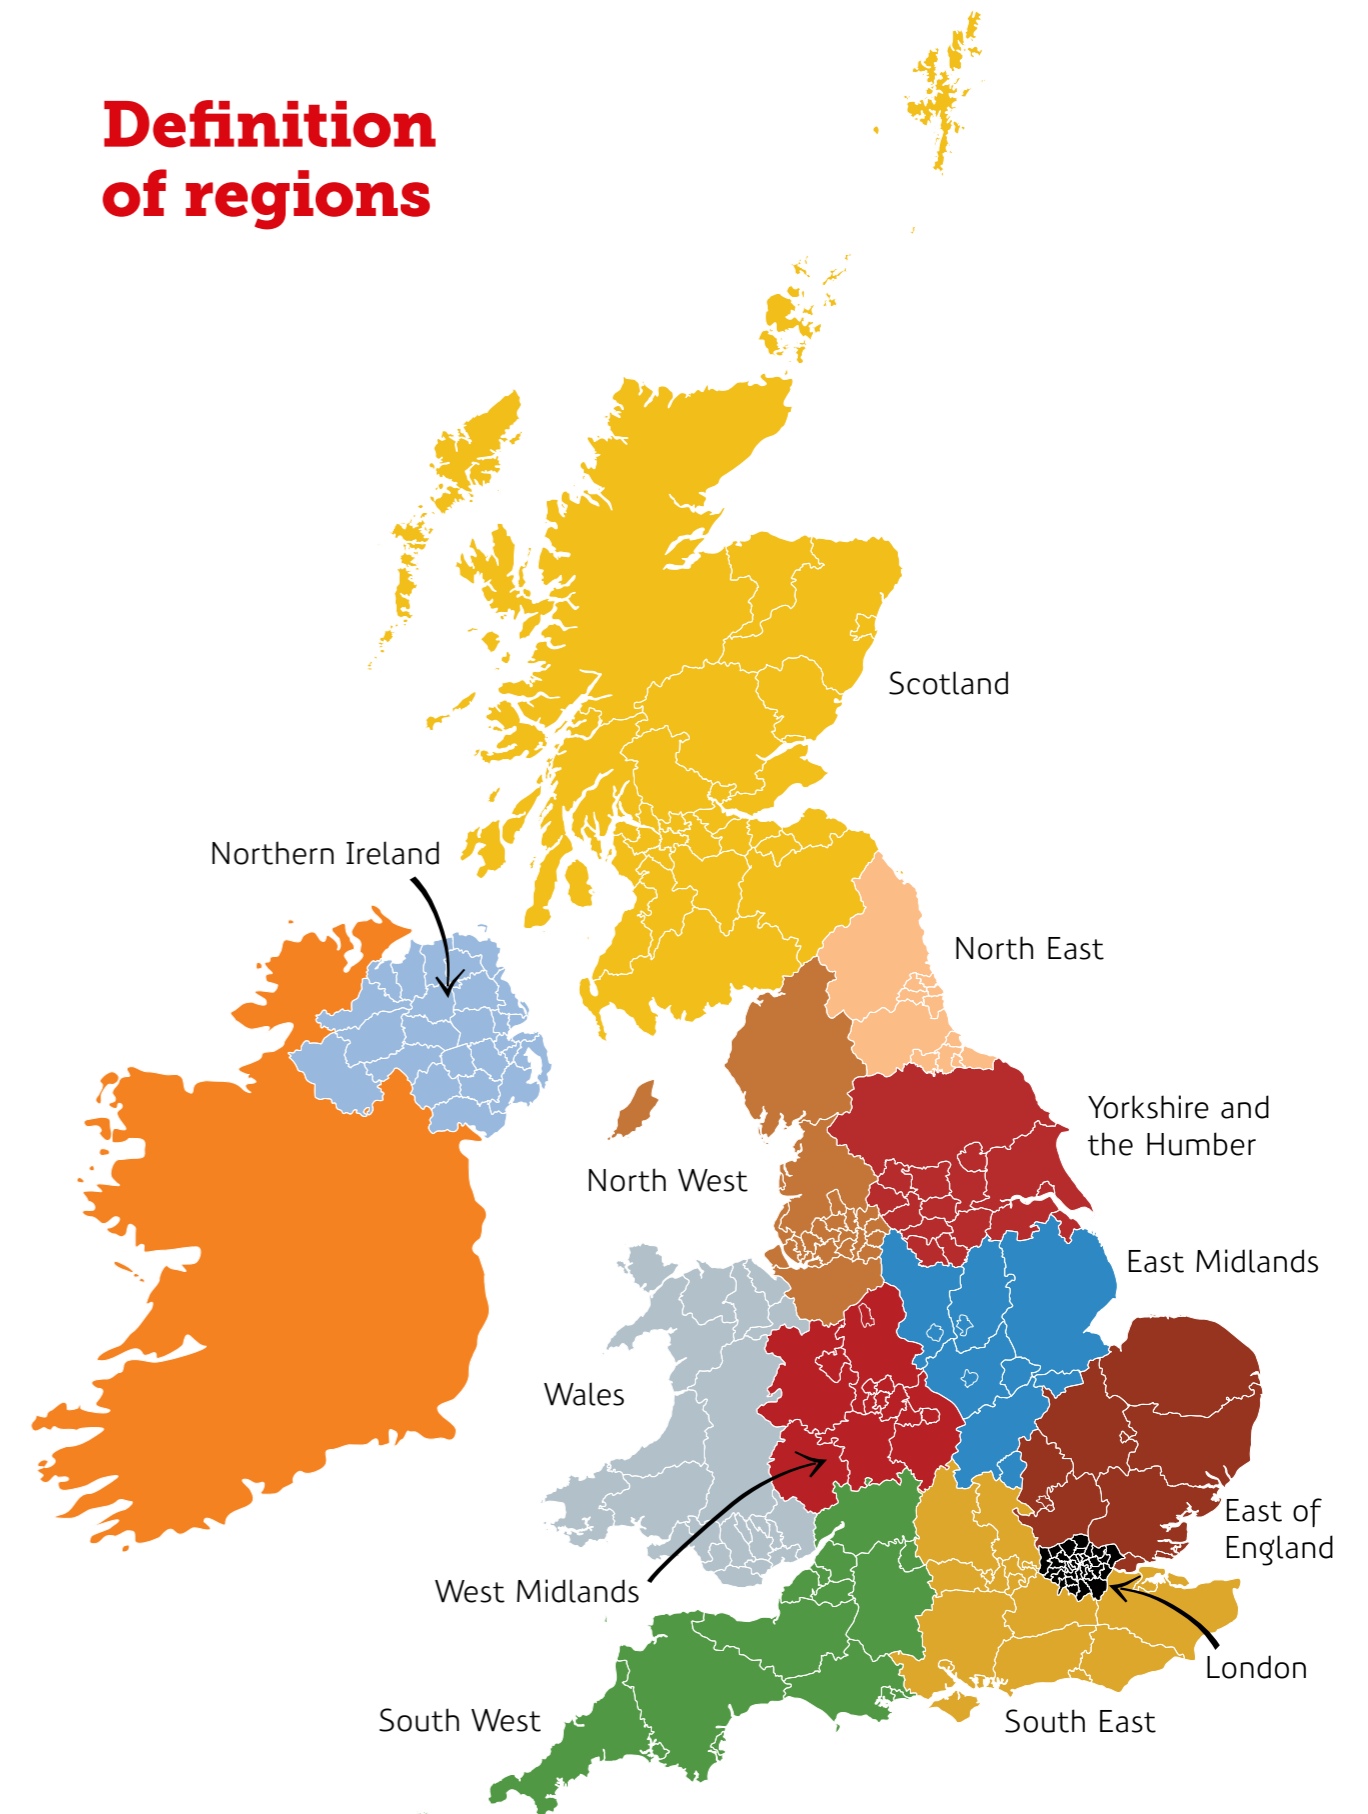 Definition
of regions
Scotland
Northern Ireland
North East
Yorkshire and
the Humber
North West
East Midlands
Wales
East of
England
West Midlands
London
South West
South East